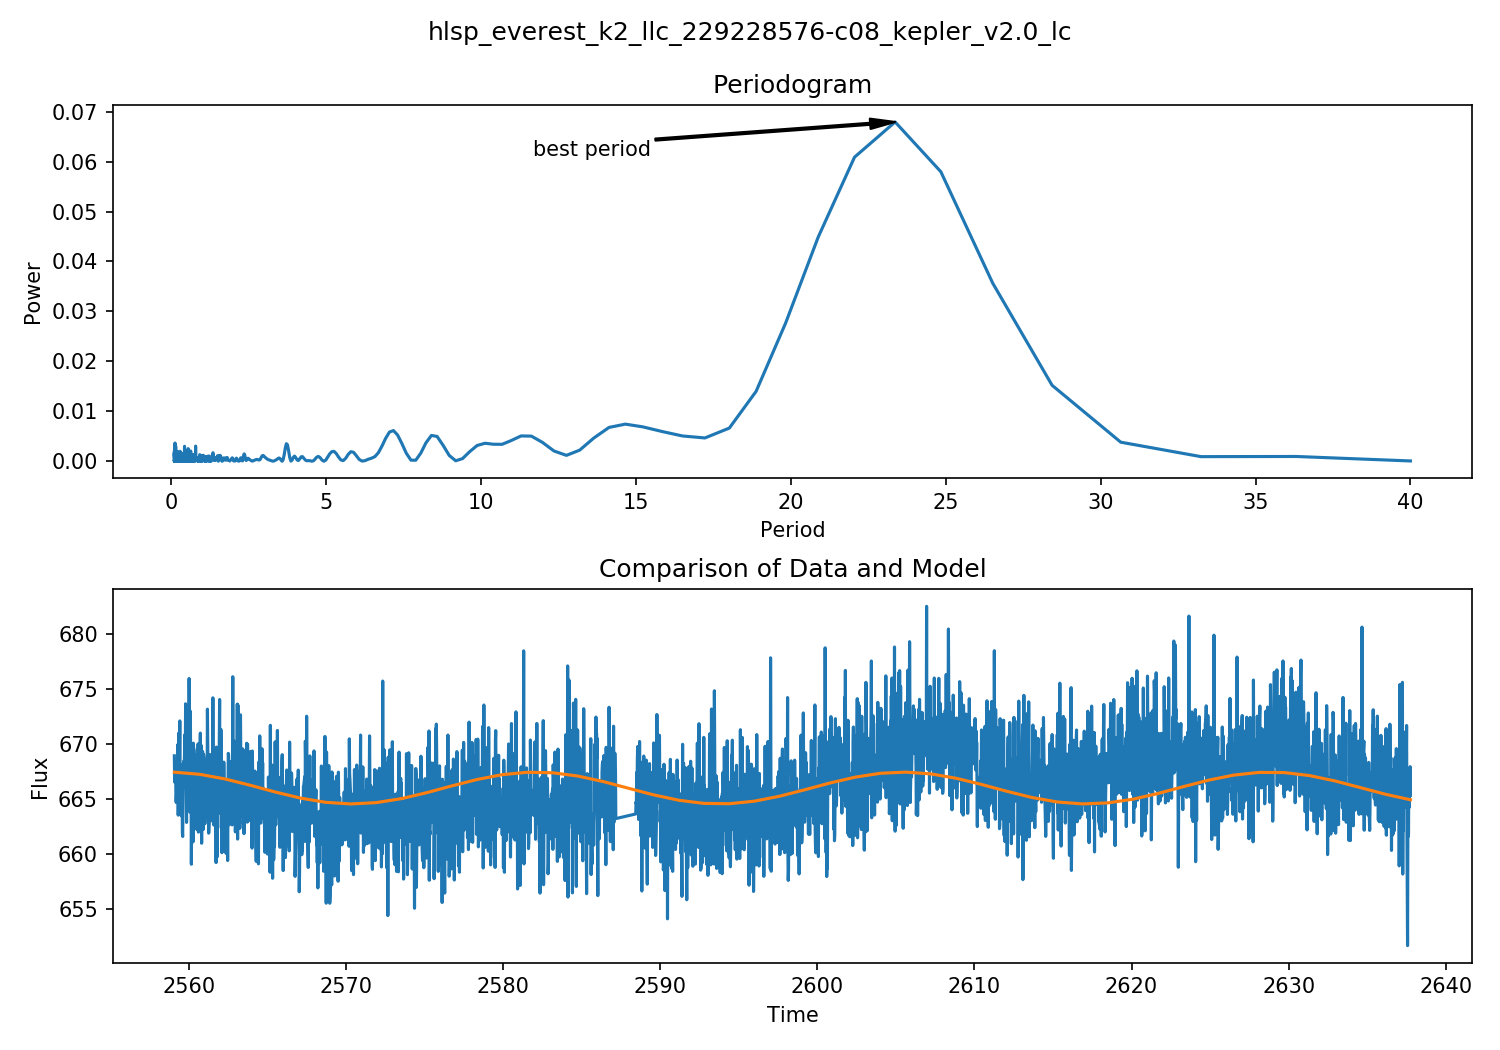 hlsp_everest_k2_llc_229228576-c08_kepler_v2.0_lc
Periodogram
0.07
0.06
0.05
0.04
0.03
0.02
0.01
0.00
Power
best period
0 5 10 15 20 25 30 35 40
Period
Comparison of Data and Model
680
675
670
665
660
655
Flux
2560 2570 2580 2590 2600 2610 2620 2630 2640
Time